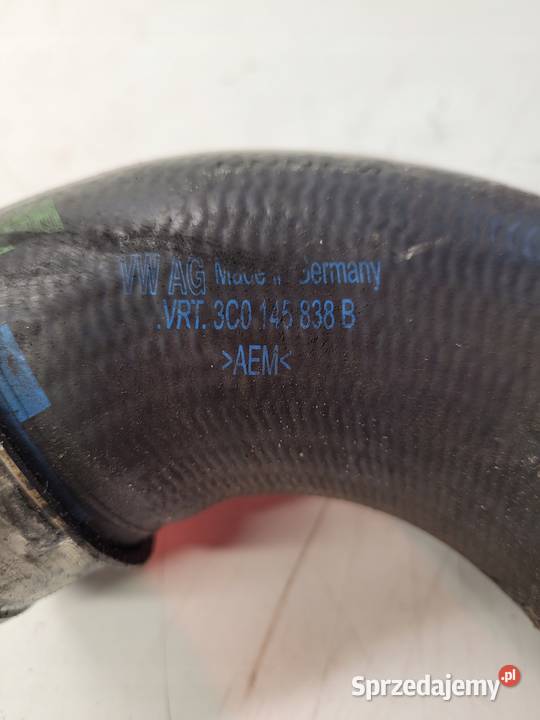 VW AG Made in Germany
.VRT. 3C0 145 838 B
>AEM<
Sprzedajemy.pl